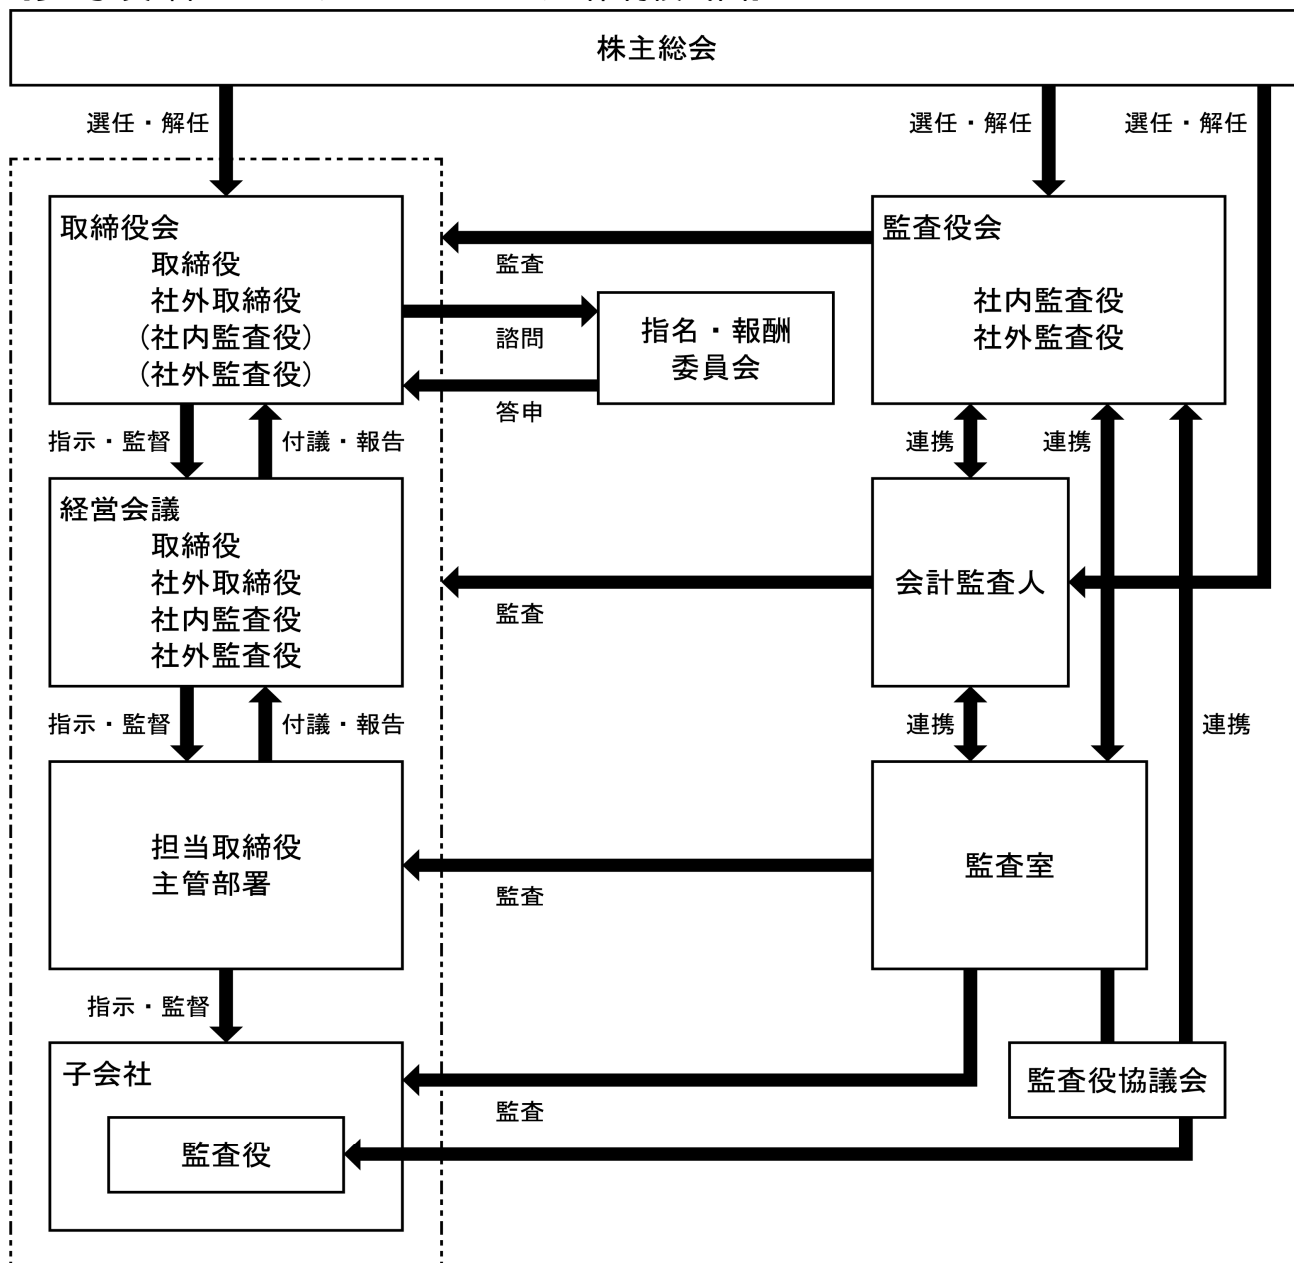 株主総会
選任・解任
選任・解任
選任・解任
取締役会
取締役
社外取締役
(社内監査役)
(社外監査役)
監査
諮問
答申
指名・報酬
委員会
監査役会
社内監査役
社外監査役
指示・監督
付議・報告
連携
連携
経営会議
取締役
社外取締役
社内監査役
社外監査役
監査
会計監査人
指示・監督
付議・報告
連携
連携
担当取締役
主管部署
監査
監査室
指示・監督
子会社
監査役
監査
監査役協議会